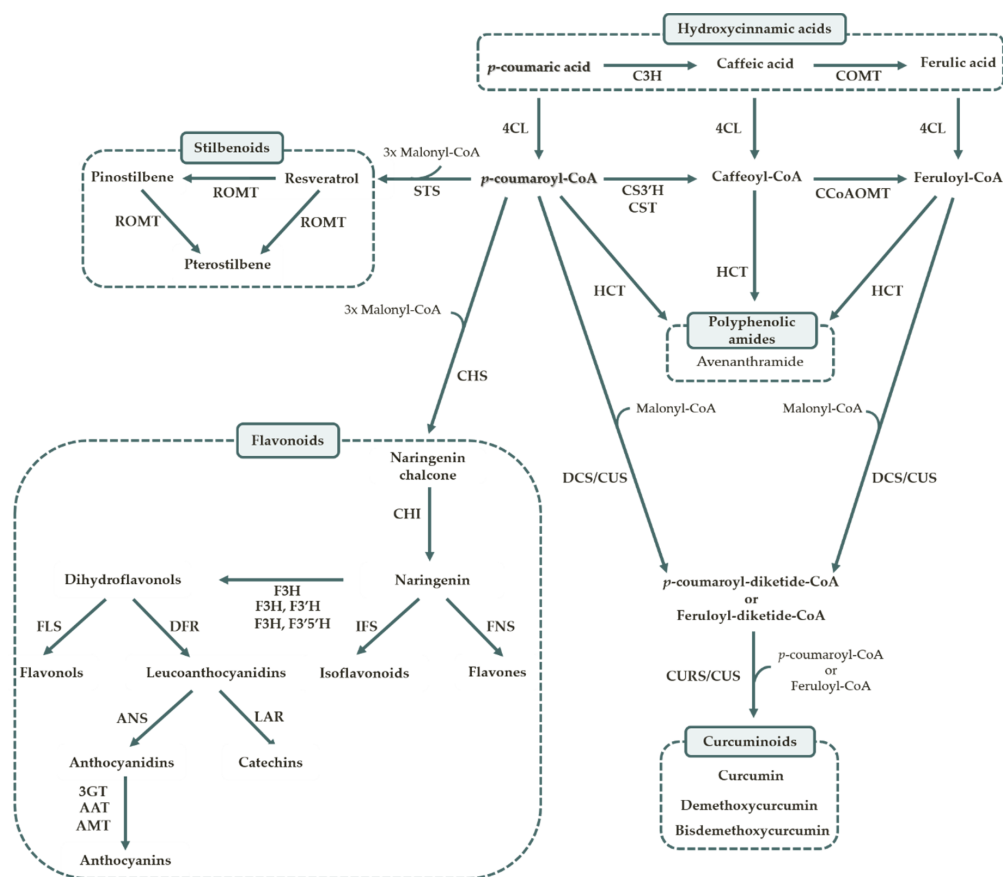 Hydroxycinnamic acids
p-coumaric acid
C3H
Caffeic acid
COMT
Ferulic acid
4CL
4CL
4CL
Stilbenoids
Pinostilbene
ROMT
Resveratrol
ROMT
ROMT
Pterostilbene
3x Malonyl-CoA
STS
p-coumaroyl-CoA
CS3'H
CST
Caffeoyl-CoA
CCoAOMT
Feruloyl-CoA
HCT
HCT
HCT
Polyphenolic
amides
Avenanthramide
3x Malonyl-CoA
CHS
Malonyl-CoA
Malonyl-CoA
DCS/CUS
DCS/CUS
Flavonoids
Naringenin
chalcone
CHI
Dihydroflavonols
F3H
F3H, F3'H
F3H, F3'5'H
Naringenin
FLS
DFR
IFS
FNS
Flavonols
Leucoanthocyanidins
Isoflavonoids
Flavones
ANS
LAR
Anthocyanidins
Catechins
3GT
AAT
AMT
Anthocyanins
p-coumaroyl-diketide-CoA
or
Feruloyl-diketide-CoA
CURS/CUS
p-coumaroyl-CoA
or
Feruloyl-CoA
Curcuminoids
Curcumin
Demethoxycurcumin
Bisdemethoxycurcumin